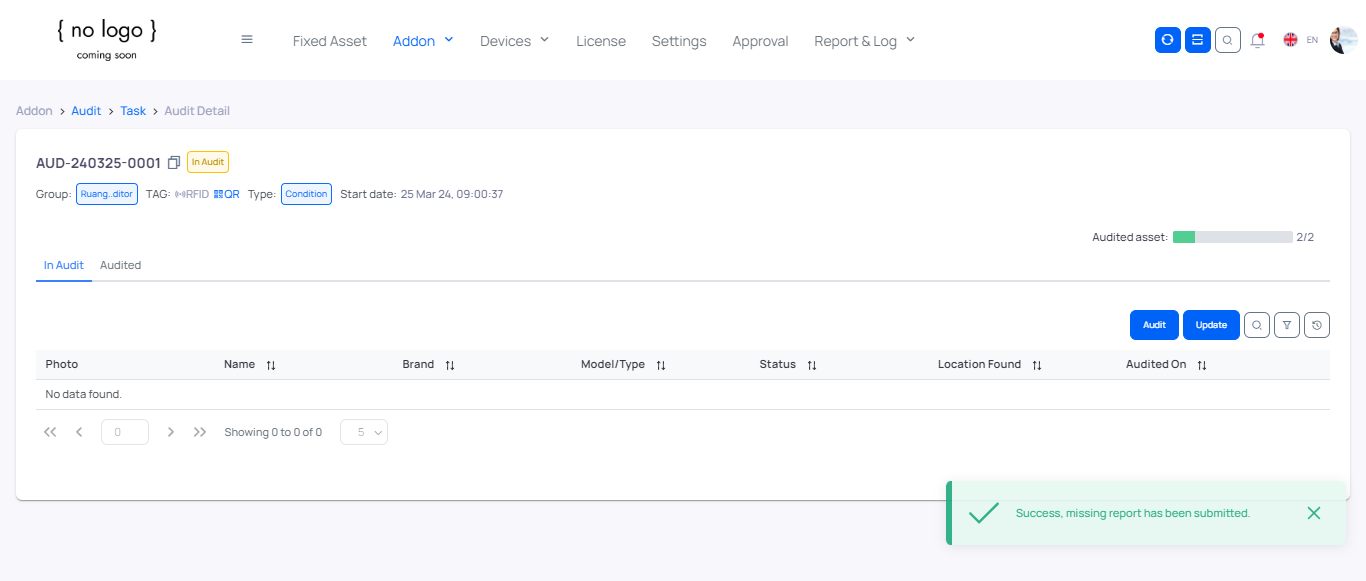 { no logo }
coming soon
Fixed Asset Addon Devices License Settings Approval Report & Log EN
Addon > Audit > Task > Audit Detail
AUD-240325-0001 In Audit
Group: Ruang..ditor TAG: RFID QR Type: Condition Start date: 25 Mar 24, 09:00:37
Audited asset: 2/2
In Audit Audited
Audit Update
Photo Name Brand Model/Type Status Location Found Audited On
No data found.
0 Showing 0 to 0 of 0 5
Success, missing report has been submitted.